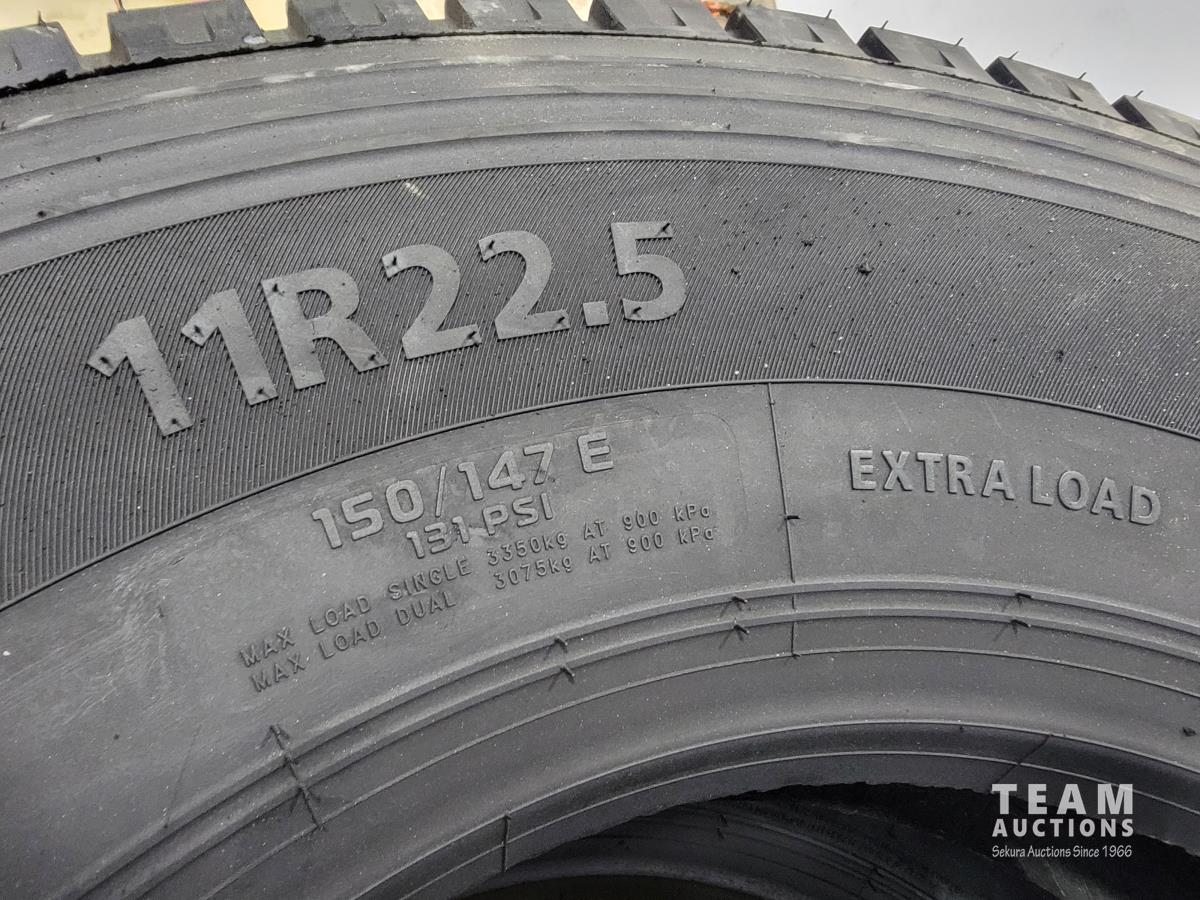 11R22.5
150/147 E
131 PSI
MAX LOAD SINGLE 3350kg AT 900 kPa
MAX LOAD DUAL 3075kg AT 900 kPa
EXTRA LOAD
TEAM
AUCTIONS
Sekura Auctions Since 1966